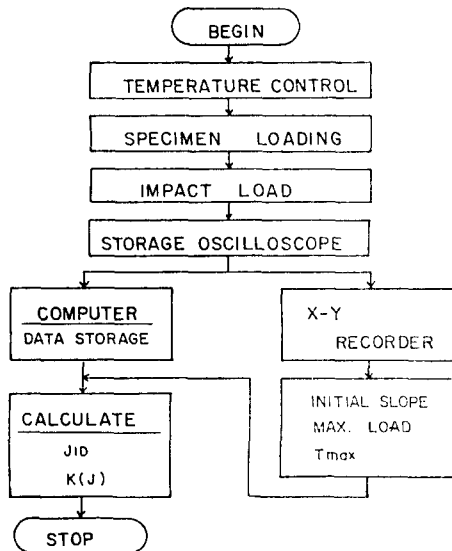 BEGIN
TEMPERATURE CONTROL
SPECIMEN LOADING
IMPACT LOAD
STORAGE OSCILLOSCOPE
COMPUTER
DATA STORAGE
X-Y
RECORDER
INITIAL SLOPE
MAX. LOAD
Tmax
CALCULATE
JID
K(J)
STOP